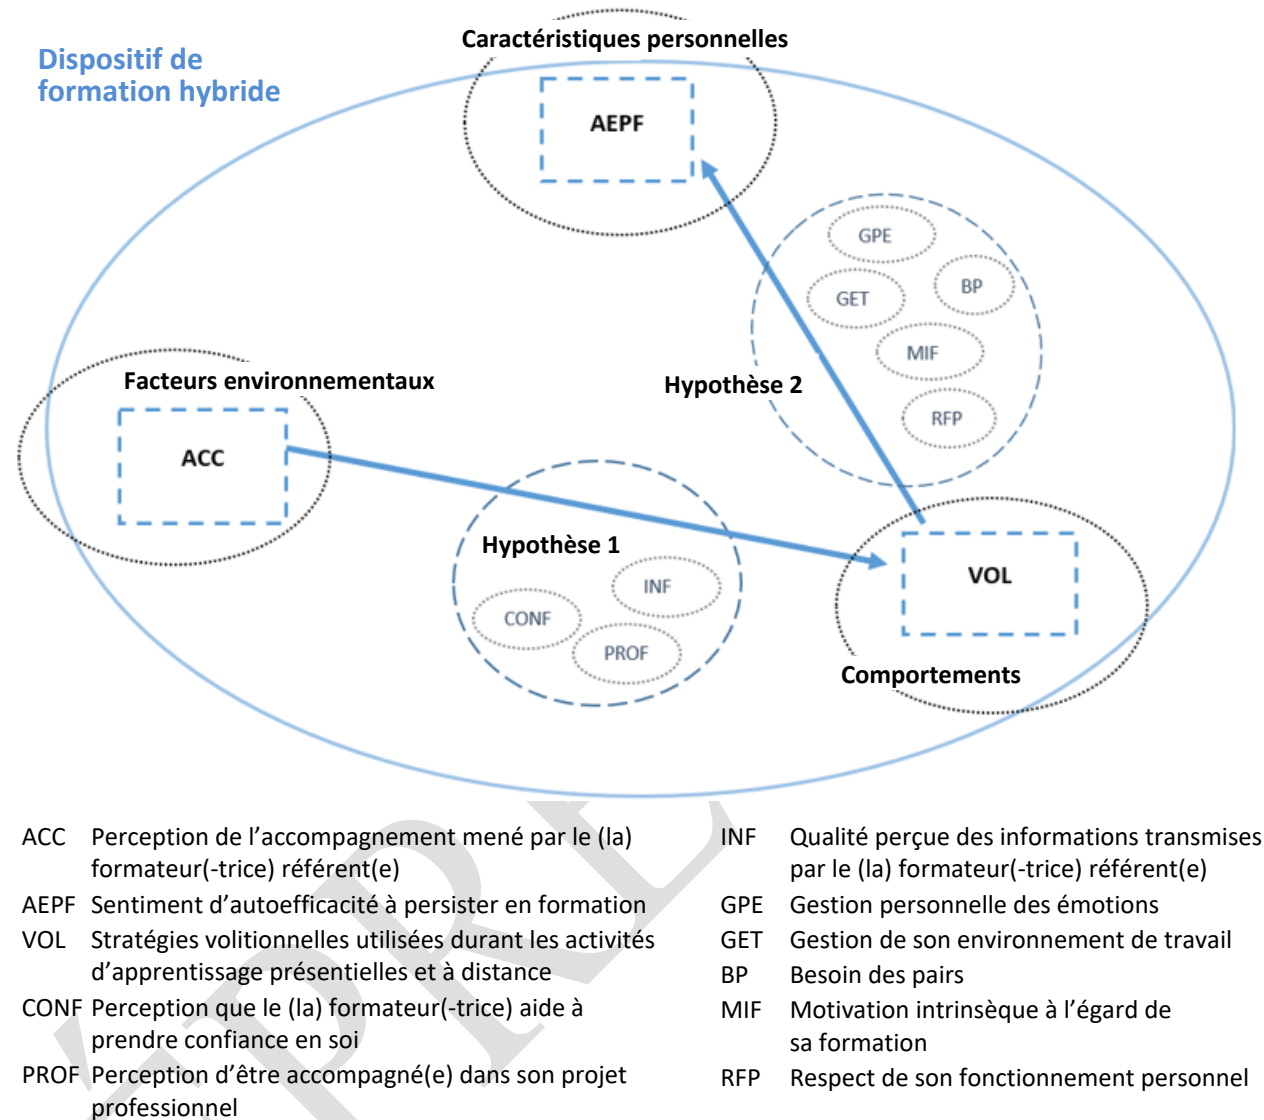 Caractéristiques personnelles
Dispositif de
formation hybride
AEPF
GPE
BP
GET
MIF
Facteurs environnementaux
Hypothèse 2
RFP
ACC
Hypothèse 1
VOL
INF
CONF
PROF
Comportements
ACC Perception de l’accompagnement mené par le (la)
formateur(-trice) référent(e)
AEPF Sentiment d’autoefficacité à persister en formation
VOL Stratégies volitionnelles utilisées durant les activités
d’apprentissage présentielles et à distance
CONF Perception que le (la) formateur(-trice) aide à
prendre confiance en soi
PROF Perception d’être accompagné(e) dans son projet
professionnel
INF Qualité perçue des informations transmises
par le (la) formateur(-trice) référent(e)
GPE Gestion personnelle des émotions
GET Gestion de son environnement de travail
BP Besoin des pairs
MIF Motivation intrinsèque à l’égard de
sa formation
RFP Respect de son fonctionnement personnel